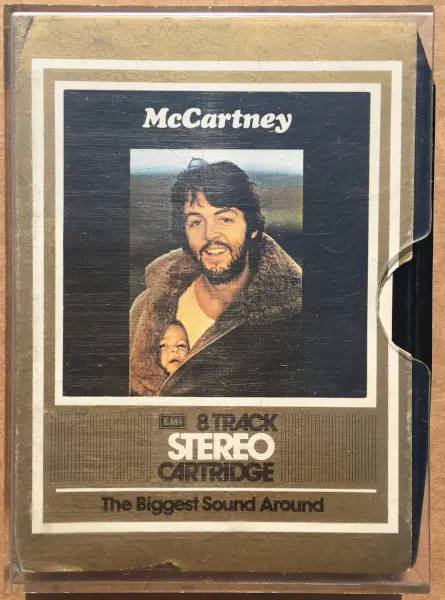 McCartney
EMI 8 TRACK
STEREO
CARTRIDGE
The Biggest Sound Around